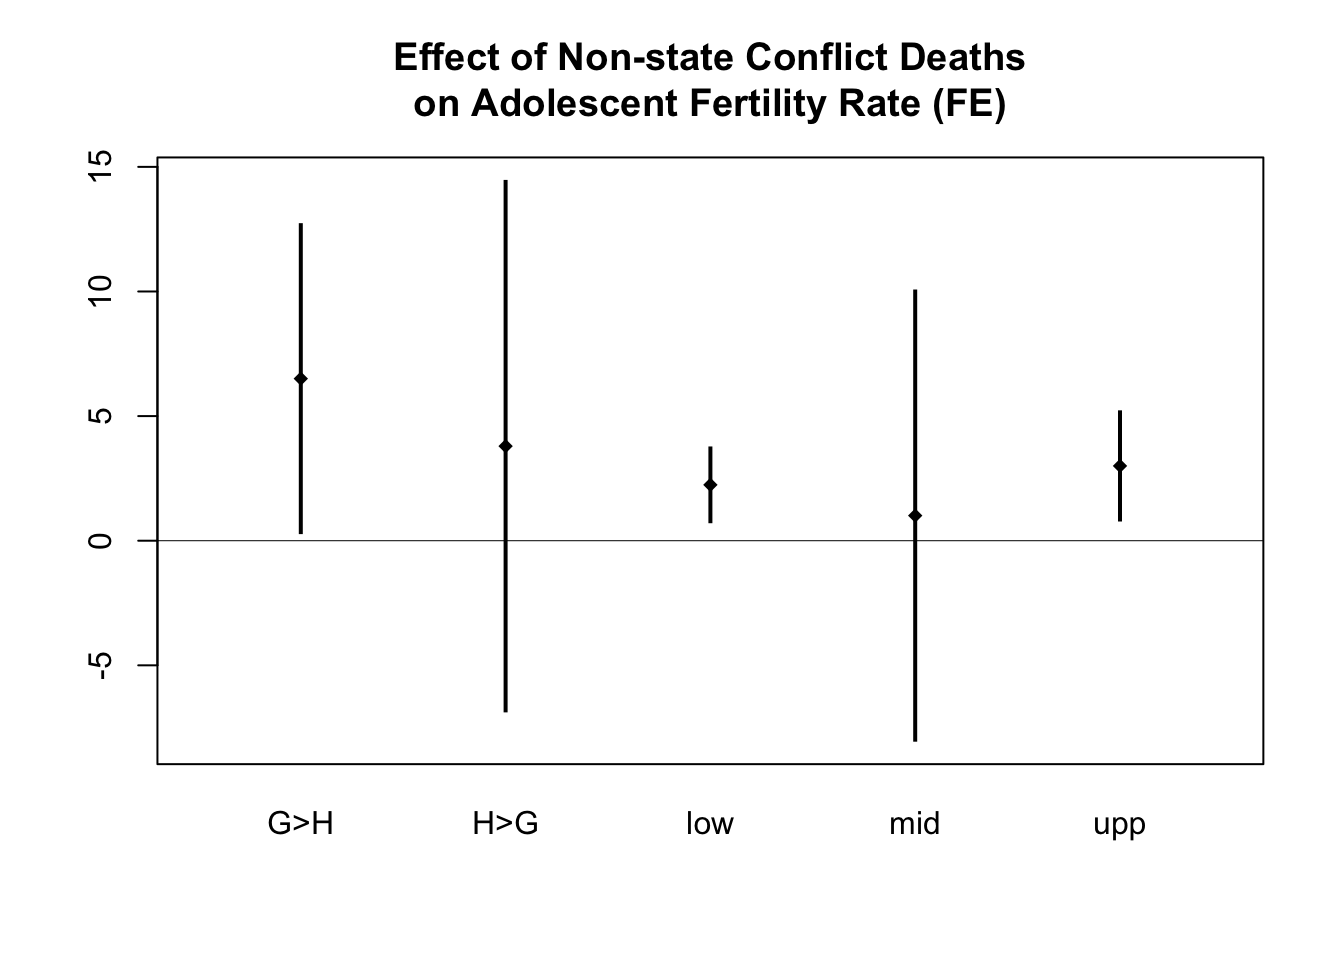 Effect of Non-state Conflict Deaths
on Adolescent Fertility Rate (FE)
15
10
5
0
-5
G>H H>G low mid upp